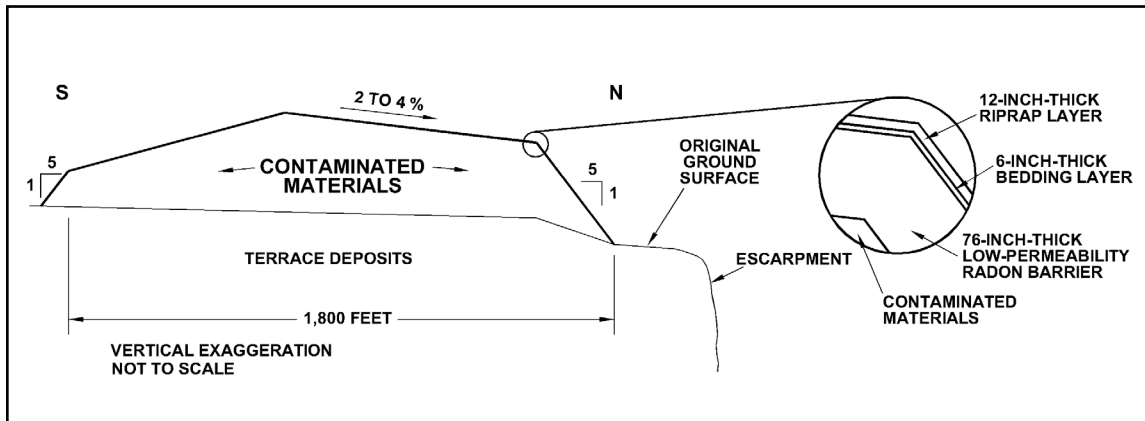 S
2 TO 4 %
N
12-INCH-THICK
RIPRAP LAYER
5
1
CONTAMINATED
MATERIALS
5
1
ORIGINAL
GROUND
SURFACE
6-INCH-THICK
BEDDING LAYER
TERRACE DEPOSITS
ESCARPMENT
76-INCH-THICK
LOW-PERMEABILITY
RADON BARRIER
CONTAMINATED
MATERIALS
1,800 FEET
VERTICAL EXAGGERATION
NOT TO SCALE